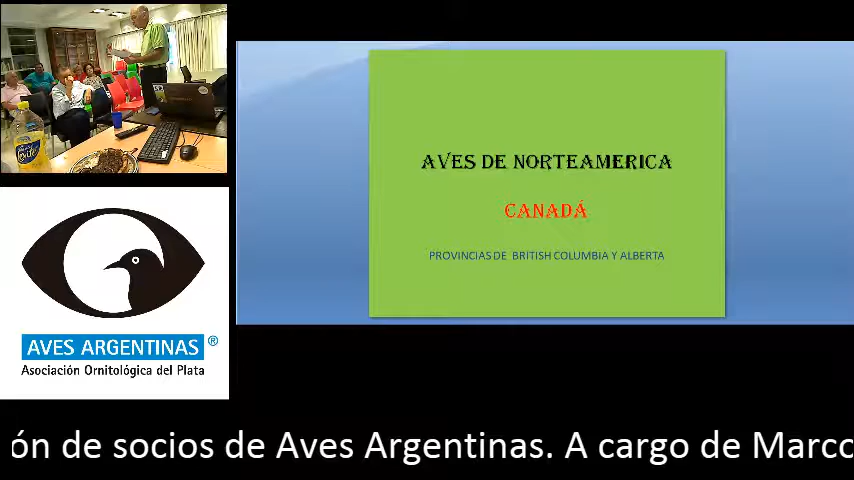 AVES DE NORTEAMERICA
CANADÁ
PROVINCIAS DE BRITISH COLUMBIA Y ALBERTA
AVES ARGENTINAS ®
Asociación Ornitológica del Plata
ón de socios de Aves Argentinas. A cargo de Marco